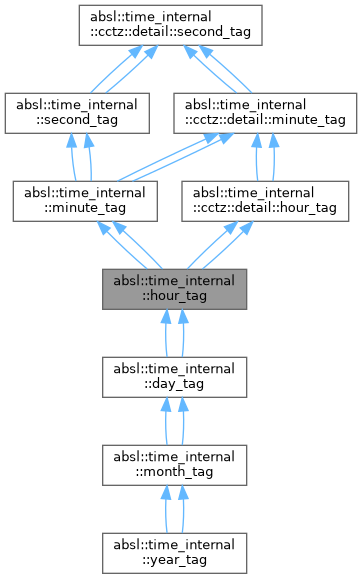 absl::time_internal
::cctz::detail::second_tag
absl::time_internal
::second_tag
absl::time_internal
::cctz::detail::minute_tag
absl::time_internal
::minute_tag
absl::time_internal
::cctz::detail::hour_tag
absl::time_internal
::hour_tag
absl::time_internal
::day_tag
absl::time_internal
::month_tag
absl::time_internal
::year_tag